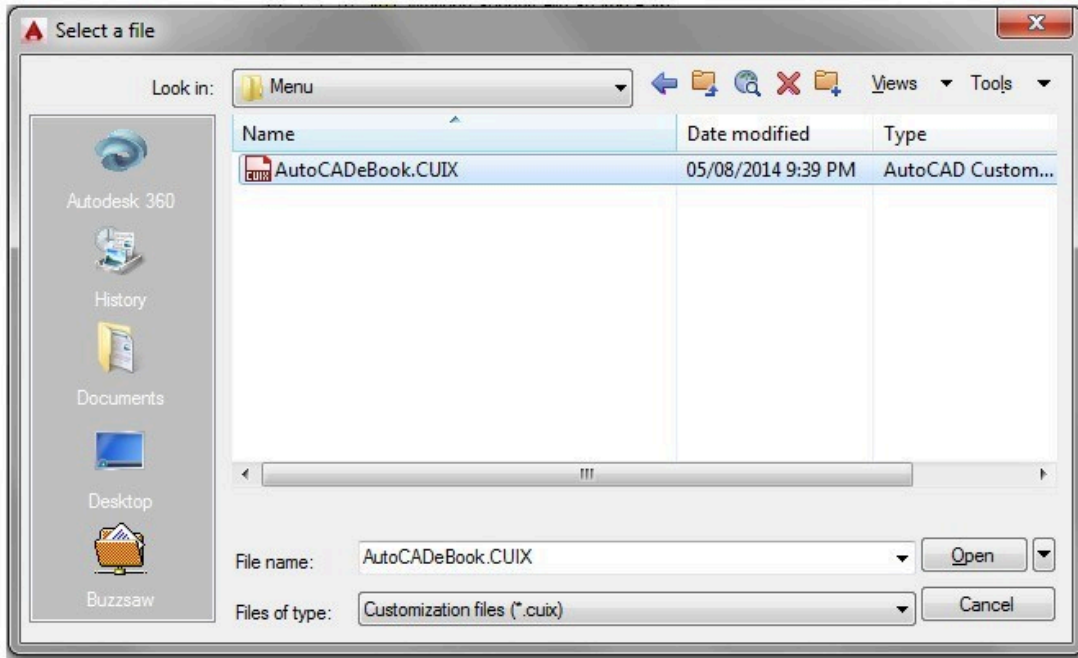 Select a file
Look in: Menu Views Tools
Name Date modified Type
CUIX AutoCADeBook.CUIX 05/08/2014 9:39 PM AutoCAD Custom...
Autodesk 360
History
Documents
Desktop
Buzzsaw
File name: AutoCADeBook.CUIX Open
Files of type: Customization files (*.cuix) Cancel